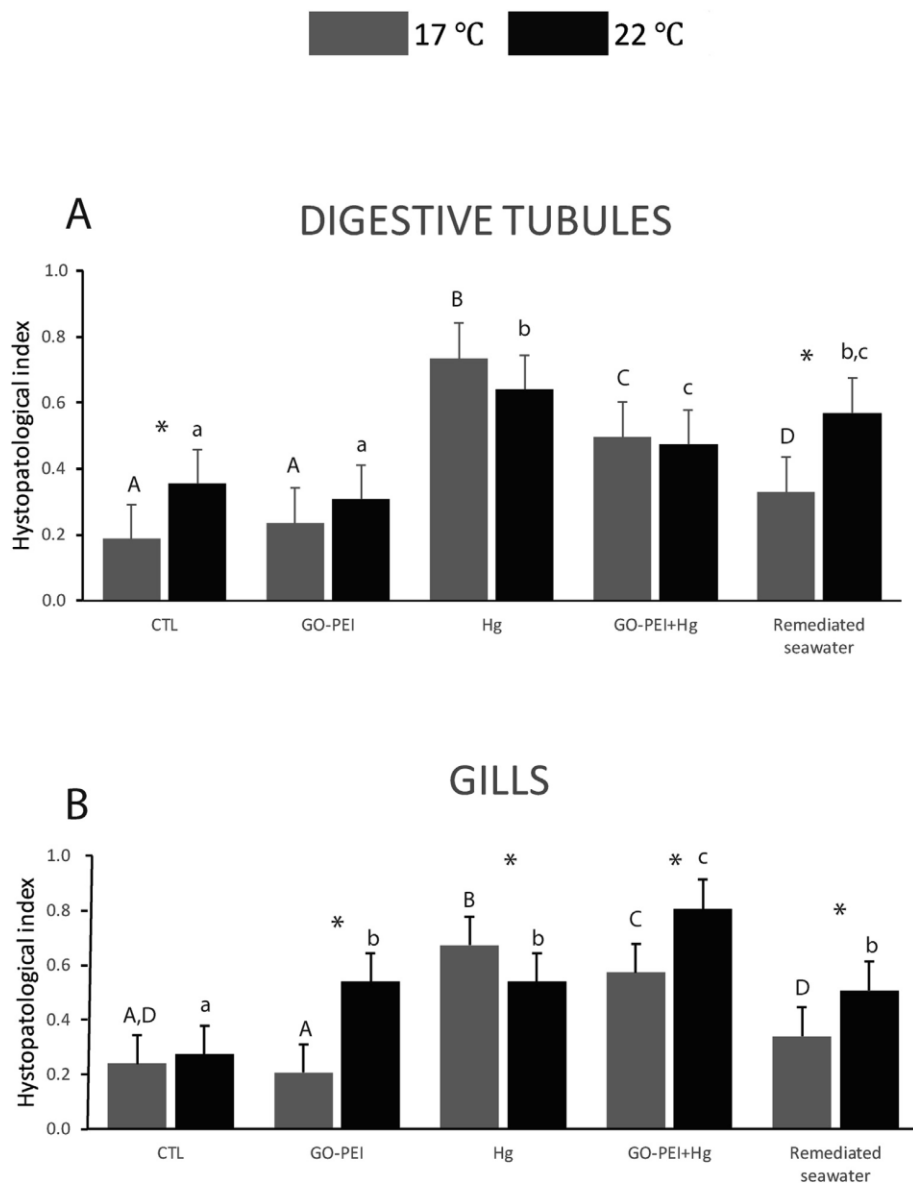 17 °C 22 °C
A
DIGESTIVE TUBULES
Hystopatological index
1.0
0.8
0.6
0.4
0.2
0.0
A * a
A a
B b
C c
D * b,c
CTL GO-PEI Hg GO-PEI+Hg Remediated
seawater
B
GILLS
Hystopatological index
1.0
0.8
0.6
0.4
0.2
0.0
A,D a
A * b
B * b
C * c
D * b
CTL GO-PEI Hg GO-PEI+Hg Remediated
seawater